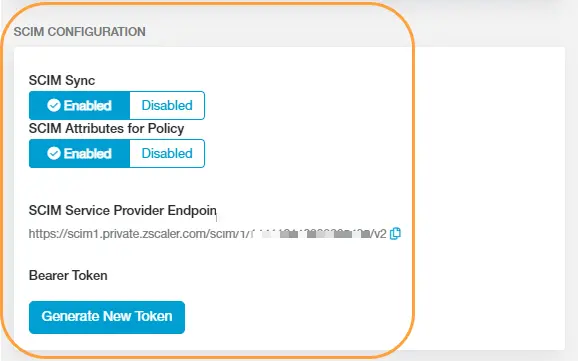 SCIM CONFIGURATION
SCIM Sync
Enabled Disabled
SCIM Attributes for Policy
Enabled Disabled
SCIM Service Provider Endpoin
https://scim1.private.zscaler.com/scim/1/ /v2
Bearer Token
Generate New Token